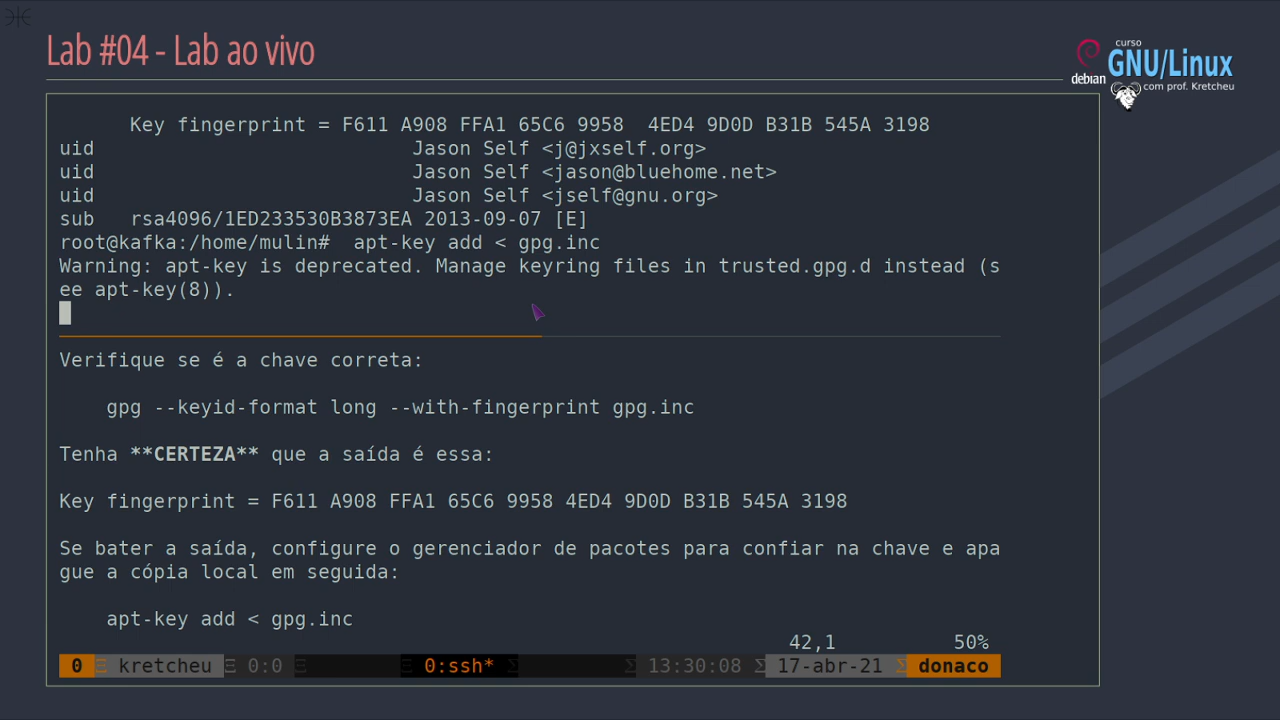 Lab #04 - Lab ao vivo
curso
GNU/Linux
debian
com prof. Kretcheu
Key fingerprint = F611 A908 FFA1 65C6 9958  4ED4 9D0D B31B 545A 3198
uid                           Jason Self <j@jxself.org>
uid                           Jason Self <jason@bluehome.net>
uid                           Jason Self <jself@gnu.org>
sub   rsa4096/1ED233530B3873EA 2013-09-07 [E]
root@kafka:/home/mulin#  apt-key add < gpg.inc
Warning: apt-key is deprecated. Manage keyring files in trusted.gpg.d instead (s
ee apt-key(8)).
Verifique se é a chave correta:
gpg --keyid-format long --with-fingerprint gpg.inc
Tenha **CERTEZA** que a saída é essa:
Key fingerprint = F611 A908 FFA1 65C6 9958 4ED4 9D0D B31B 545A 3198
Se bater a saída, configure o gerenciador de pacotes para confiar na chave e apa
gue a cópia local em seguida:
apt-key add < gpg.inc
42,1          50%
0 Ξ kretcheu Ξ 0:0 Ξ 0:ssh* Σ Σ 13:30:08 Σ 17-abr-21 Σ donaco